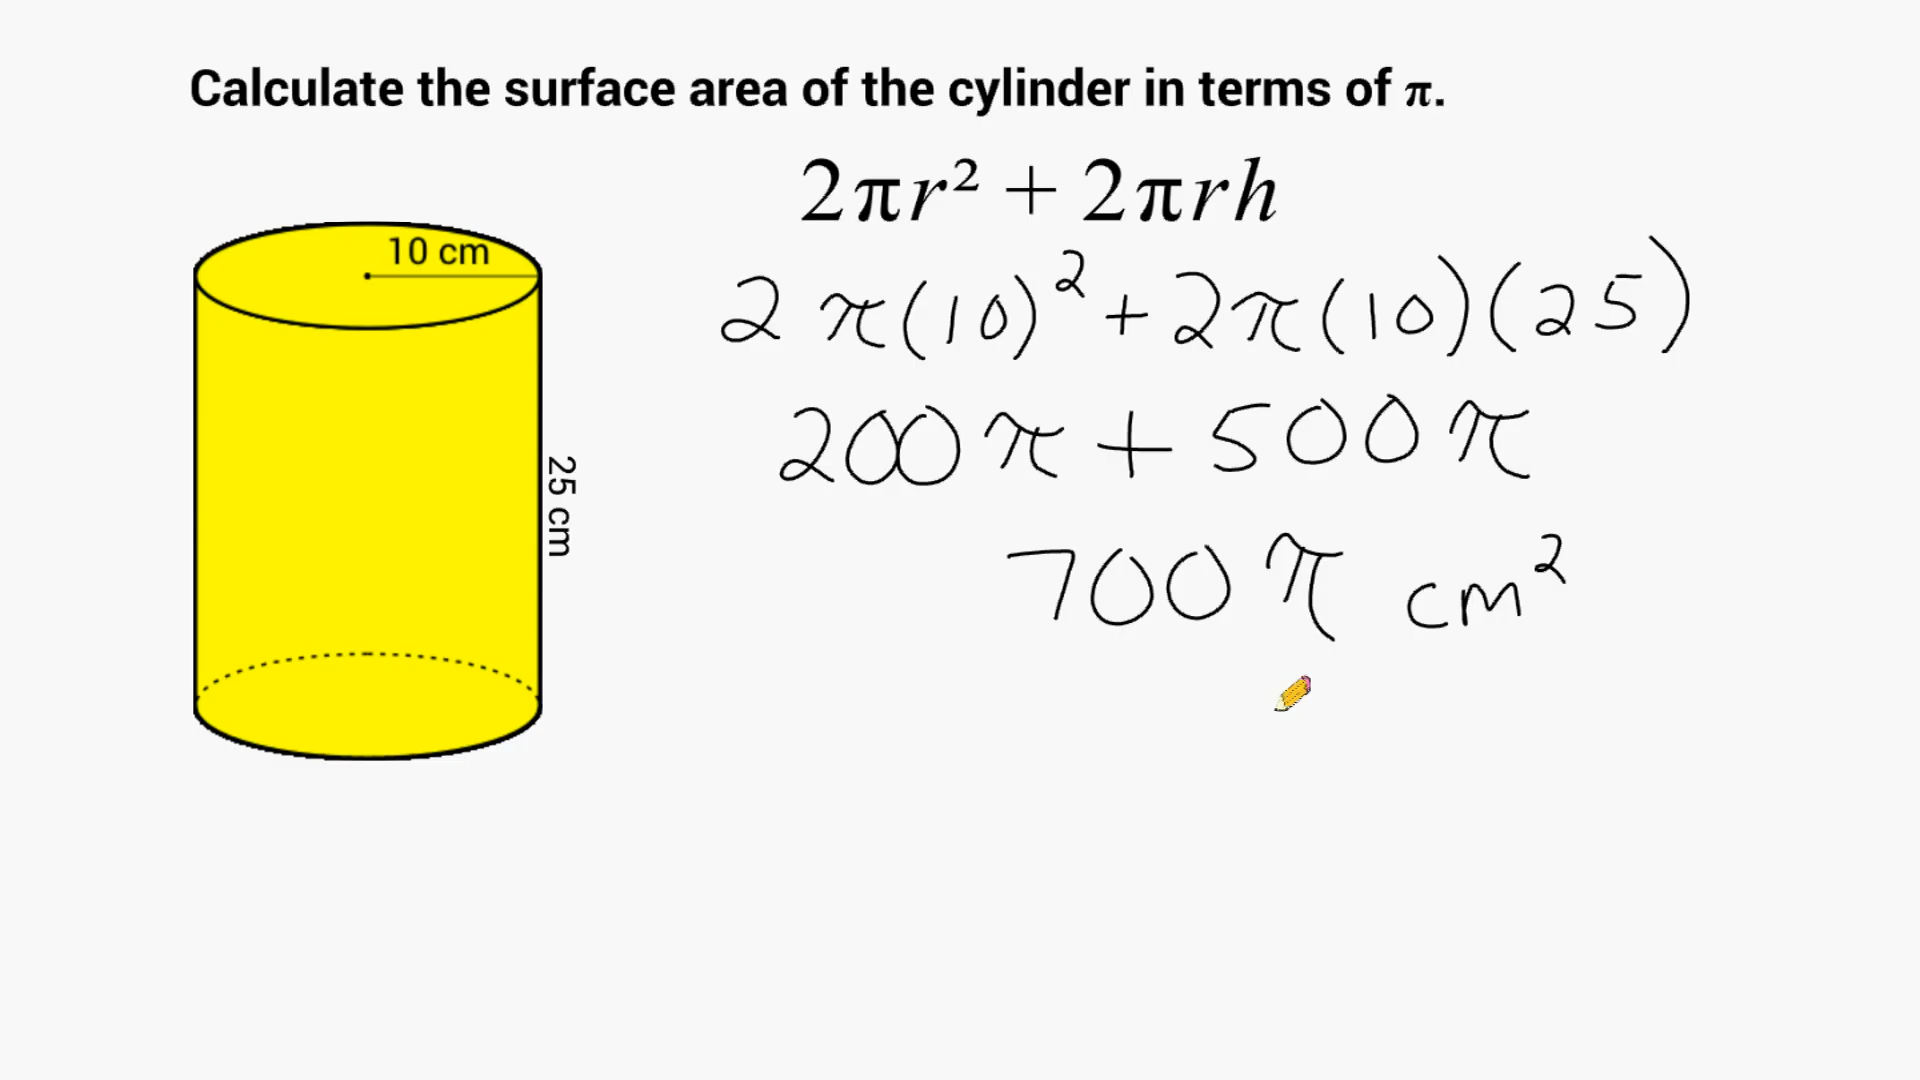 Calculate the surface area of the cylinder in terms of π.
2πr² + 2πrh
10 cm
2π(10)² + 2π(10)(25)
200π + 500π
25 cm
700π cm²